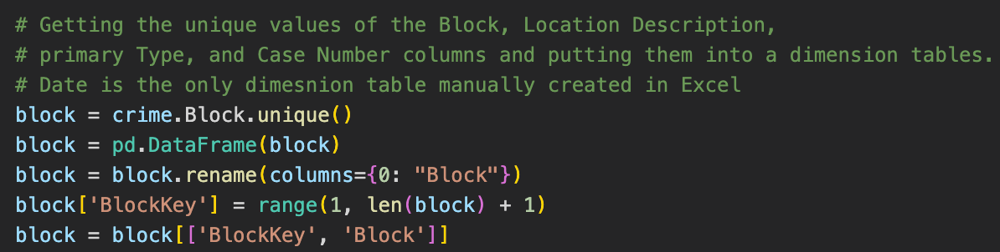 # Getting the unique values of the Block, Location Description,
# primary Type, and Case Number columns and putting them into a dimension tables.
# Date is the only dimesnion table manually created in Excel
block = crime.Block.unique()
block = pd.DataFrame(block)
block = block.rename(columns={0: "Block"})
block['BlockKey'] = range(1, len(block) + 1)
block = block[['BlockKey', 'Block']]